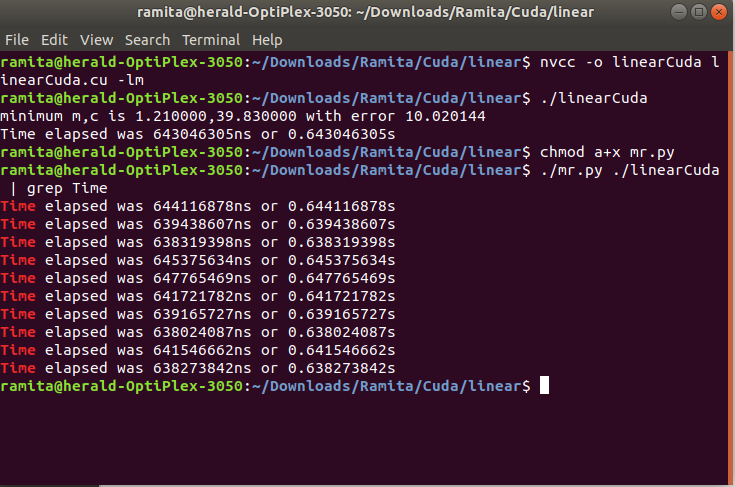 ramita@herald-OptiPlex-3050: ~/Downloads/Ramita/Cuda/linear
File Edit View Search Terminal Help
ramita@herald-OptiPlex-3050:~/Downloads/Ramita/Cuda/linear$ nvcc -o linearCuda l
inearCuda.cu -lm
ramita@herald-OptiPlex-3050:~/Downloads/Ramita/Cuda/linear$ ./linearCuda
minimum m,c is 1.210000,39.830000 with error 10.020144
Time elapsed was 643046305ns or 0.643046305s
ramita@herald-OptiPlex-3050:~/Downloads/Ramita/Cuda/linear$ chmod a+x mr.py
ramita@herald-OptiPlex-3050:~/Downloads/Ramita/Cuda/linear$ ./mr.py ./linearCuda
 | grep Time
Time elapsed was 644116878ns or 0.644116878s
Time elapsed was 639438607ns or 0.639438607s
Time elapsed was 638319398ns or 0.638319398s
Time elapsed was 645375634ns or 0.645375634s
Time elapsed was 647765469ns or 0.647765469s
Time elapsed was 641721782ns or 0.641721782s
Time elapsed was 639165727ns or 0.639165727s
Time elapsed was 638024087ns or 0.638024087s
Time elapsed was 641546662ns or 0.641546662s
Time elapsed was 638273842ns or 0.638273842s
ramita@herald-OptiPlex-3050:~/Downloads/Ramita/Cuda/linear$